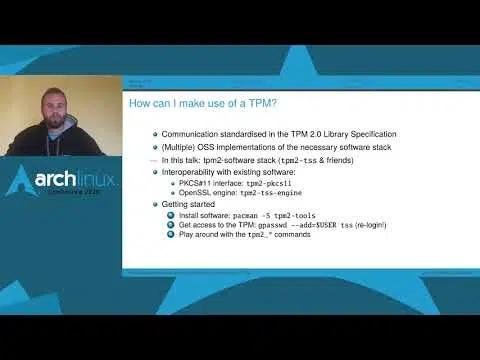 How can I make use of a TPM?
Communication standardised in the TPM 2.0 Library Specification
(Multiple) OSS implementations of the necessary software stack
— In this talk: tpm2-software stack (tpm2-tss & friends)
Interoperability with existing software:
PKCS#11 interface: tpm2-pkcs11
OpenSSL engine: tpm2-tss-engine
Getting started
Install software: pacman -S tpm2-tools
Get access to the TPM: gpasswd --add=$USER tss (re-login!)
Play around with the tpm2_* commands
archlinux
Conference 2020